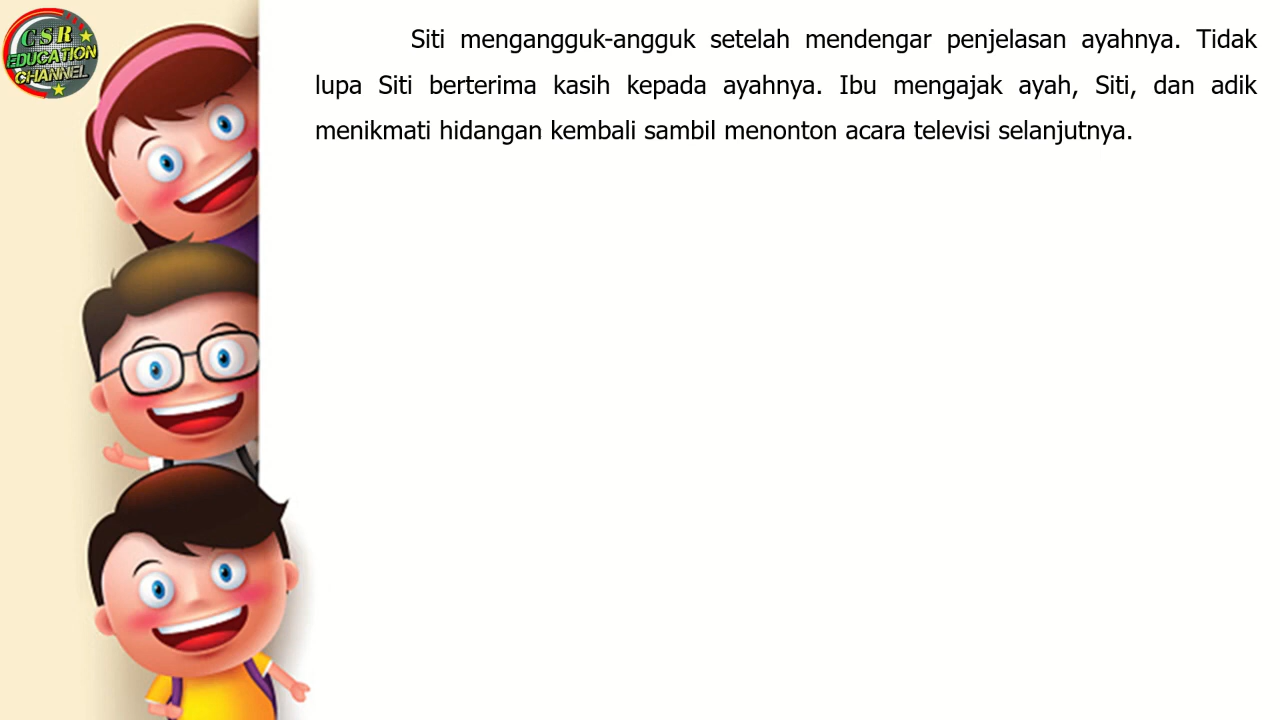 CSR
EDUCATION
CHANNEL
Siti mengangguk-angguk setelah mendengar penjelasan ayahnya. Tidak
lupa Siti berterima kasih kepada ayahnya. Ibu mengajak ayah, Siti, dan adik
menikmati hidangan kembali sambil menonton acara televisi selanjutnya.